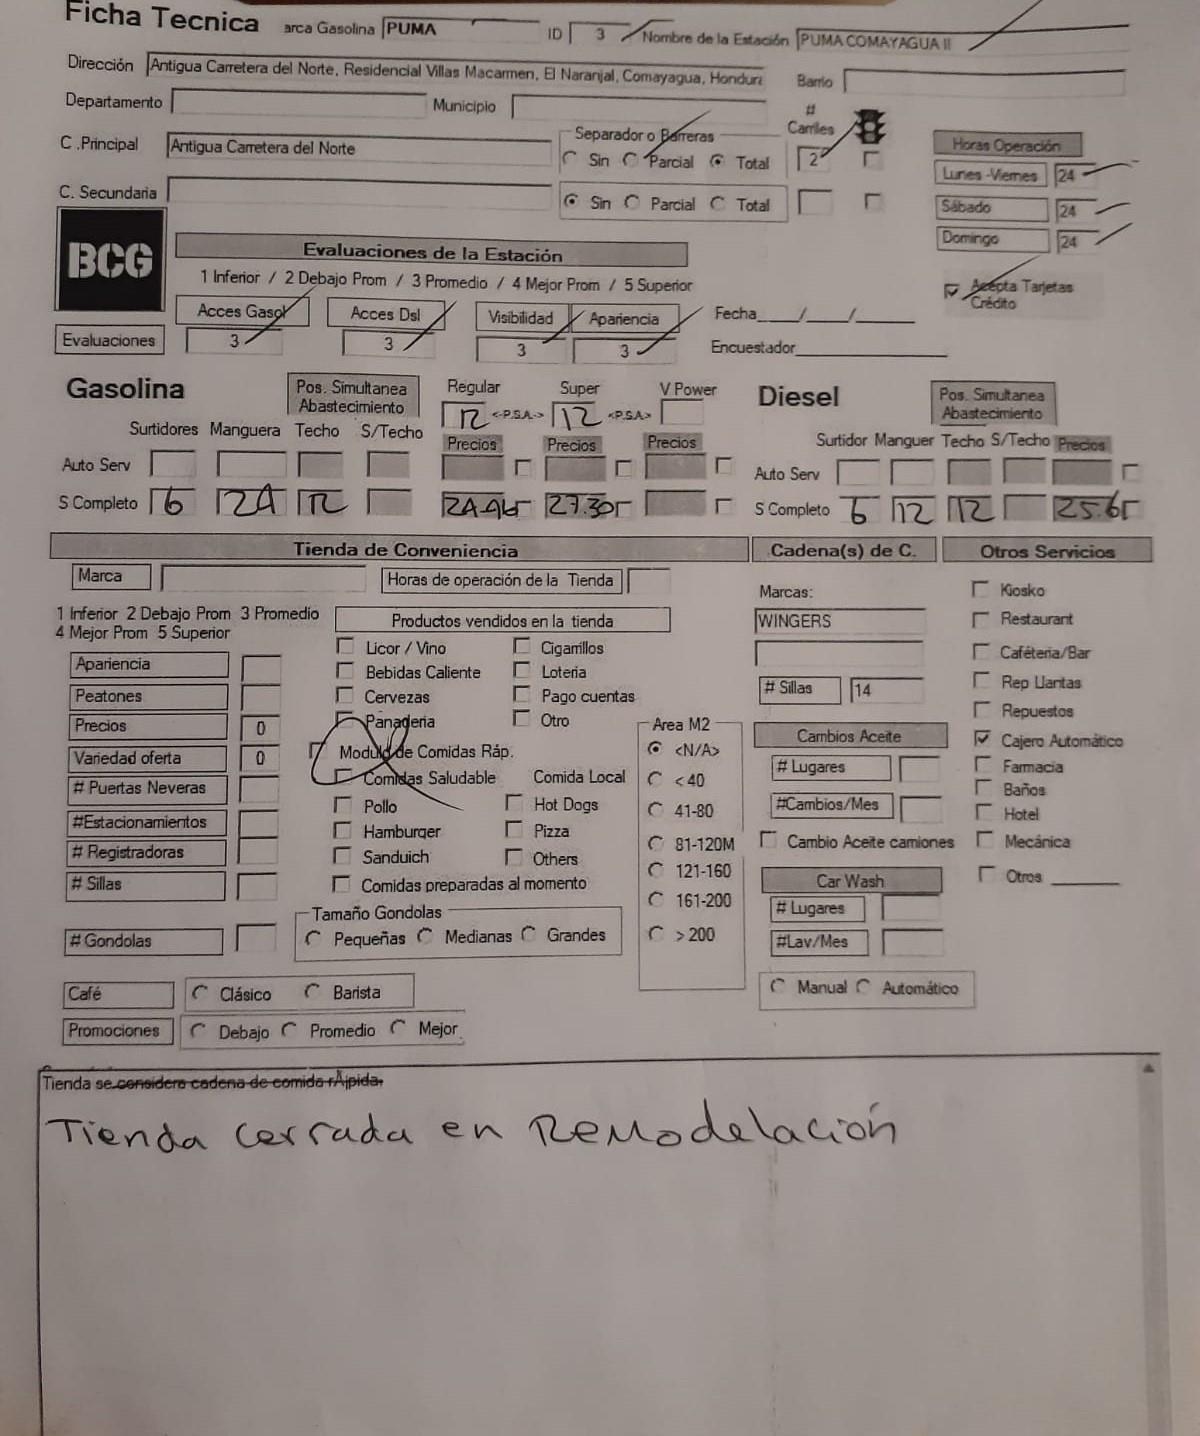 Ficha Tecnica arca Gasolina PUMA ID 3 Nombre de la Estación PUMA COMAYAGUA II
Dirección Antigua Carretera del Norte, Residencial Villas Macarmen, El Naranjal, Comayagua, Hondura Barrio
Departamento Municipio # Carriles
C .Principal Antigua Carretera del Norte Separador o Barreras Sin Parcial Total 2
C. Secundaria Sin Parcial Total
Horas Operación
Lunes -Viernes 24
Sábado 24
Domingo 24
BCG
Evaluaciones de la Estación
1 Inferior / 2 Debajo Prom / 3 Promedio / 4 Mejor Prom / 5 Superior
Acepta Tarjetas Crédito
Acces Gasol Acces Dsl Visibilidad Apariencia Fecha___/___/___
Evaluaciones 3 3 3 3 Encuestador
Gasolina Pos. Simultanea Abastecimiento Regular Super V Power
12 <-P.S.A-> 12 <P.S.A>
Surtidores Manguera Techo S/Techo Precios Precios Precios
Auto Serv
S Completo 6 24 12 27.30
Diesel Pos. Simultanea Abastecimiento
Surtidor Manguer Techo S/Techo Precios
Auto Serv
S Completo 6 12 12 25.6
Tienda de Conveniencia Cadena(s) de C. Otros Servicios
Marca Horas de operación de la Tienda
1 Inferior 2 Debajo Prom 3 Promedio
4 Mejor Prom 5 Superior
Apariencia
Peatones
Precios 0
Variedad oferta 0
# Puertas Neveras
#Estacionamientos
# Registradoras
# Sillas
# Gondolas
Productos vendidos en la tienda
Licor / Vino Cigarrillos
Bebidas Caliente Loteria
Cervezas Pago cuentas
Panaderia Otro
Modulo de Comidas Ráp.
Comidas Saludable Comida Local
Pollo Hot Dogs
Hamburger Pizza
Sanduich Others
Comidas preparadas al momento
Tamaño Gondolas
Pequeñas Medianas Grandes
Area M2
<N/A>
< 40
41-80
81-120M
121-160
161-200
> 200
Marcas:
WINGERS
# Sillas 14
Cambios Aceite
# Lugares
#Cambios/Mes
Cambio Aceite camiones
Car Wash
# Lugares
#Lav/Mes
Manual Automático
Kiosko
Restaurant
Caféteria/Bar
Rep Llantas
Repuestos
Cajero Automático
Farmacia
Baños
Hotel
Mecánica
Otros
Café Clásico Barista
Promociones Debajo Promedio Mejor
Tienda se considera cadena de comida rÃ¡pida.
Tienda cerrada en Remodelación